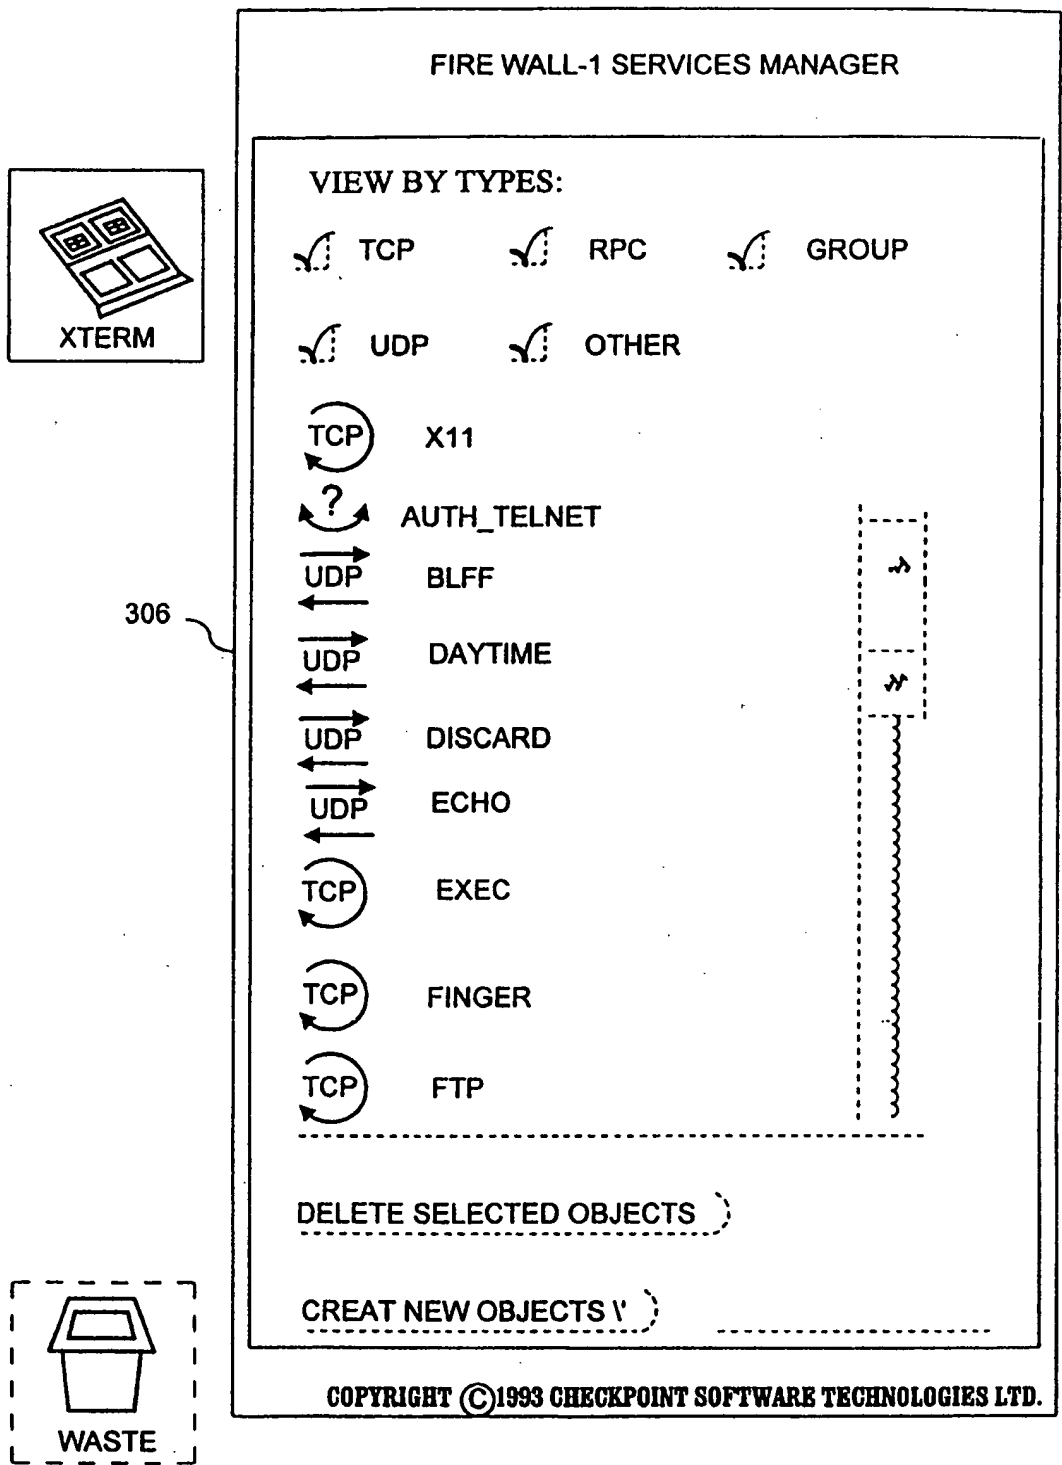 FIRE WALL-1 SERVICES MANAGER
XTERM
VIEW BY TYPES:
TCP RPC GROUP
UDP OTHER
TCP X11
? AUTH_TELNET
UDP BLFF
UDP DAYTIME
UDP DISCARD
UDP ECHO
TCP EXEC
TCP FINGER
TCP FTP
306
DELETE SELECTED OBJECTS
CREAT NEW OBJECTS \'
COPYRIGHT ©1993 CHECKPOINT SOFTWARE TECHNOLOGIES LTD.
WASTE